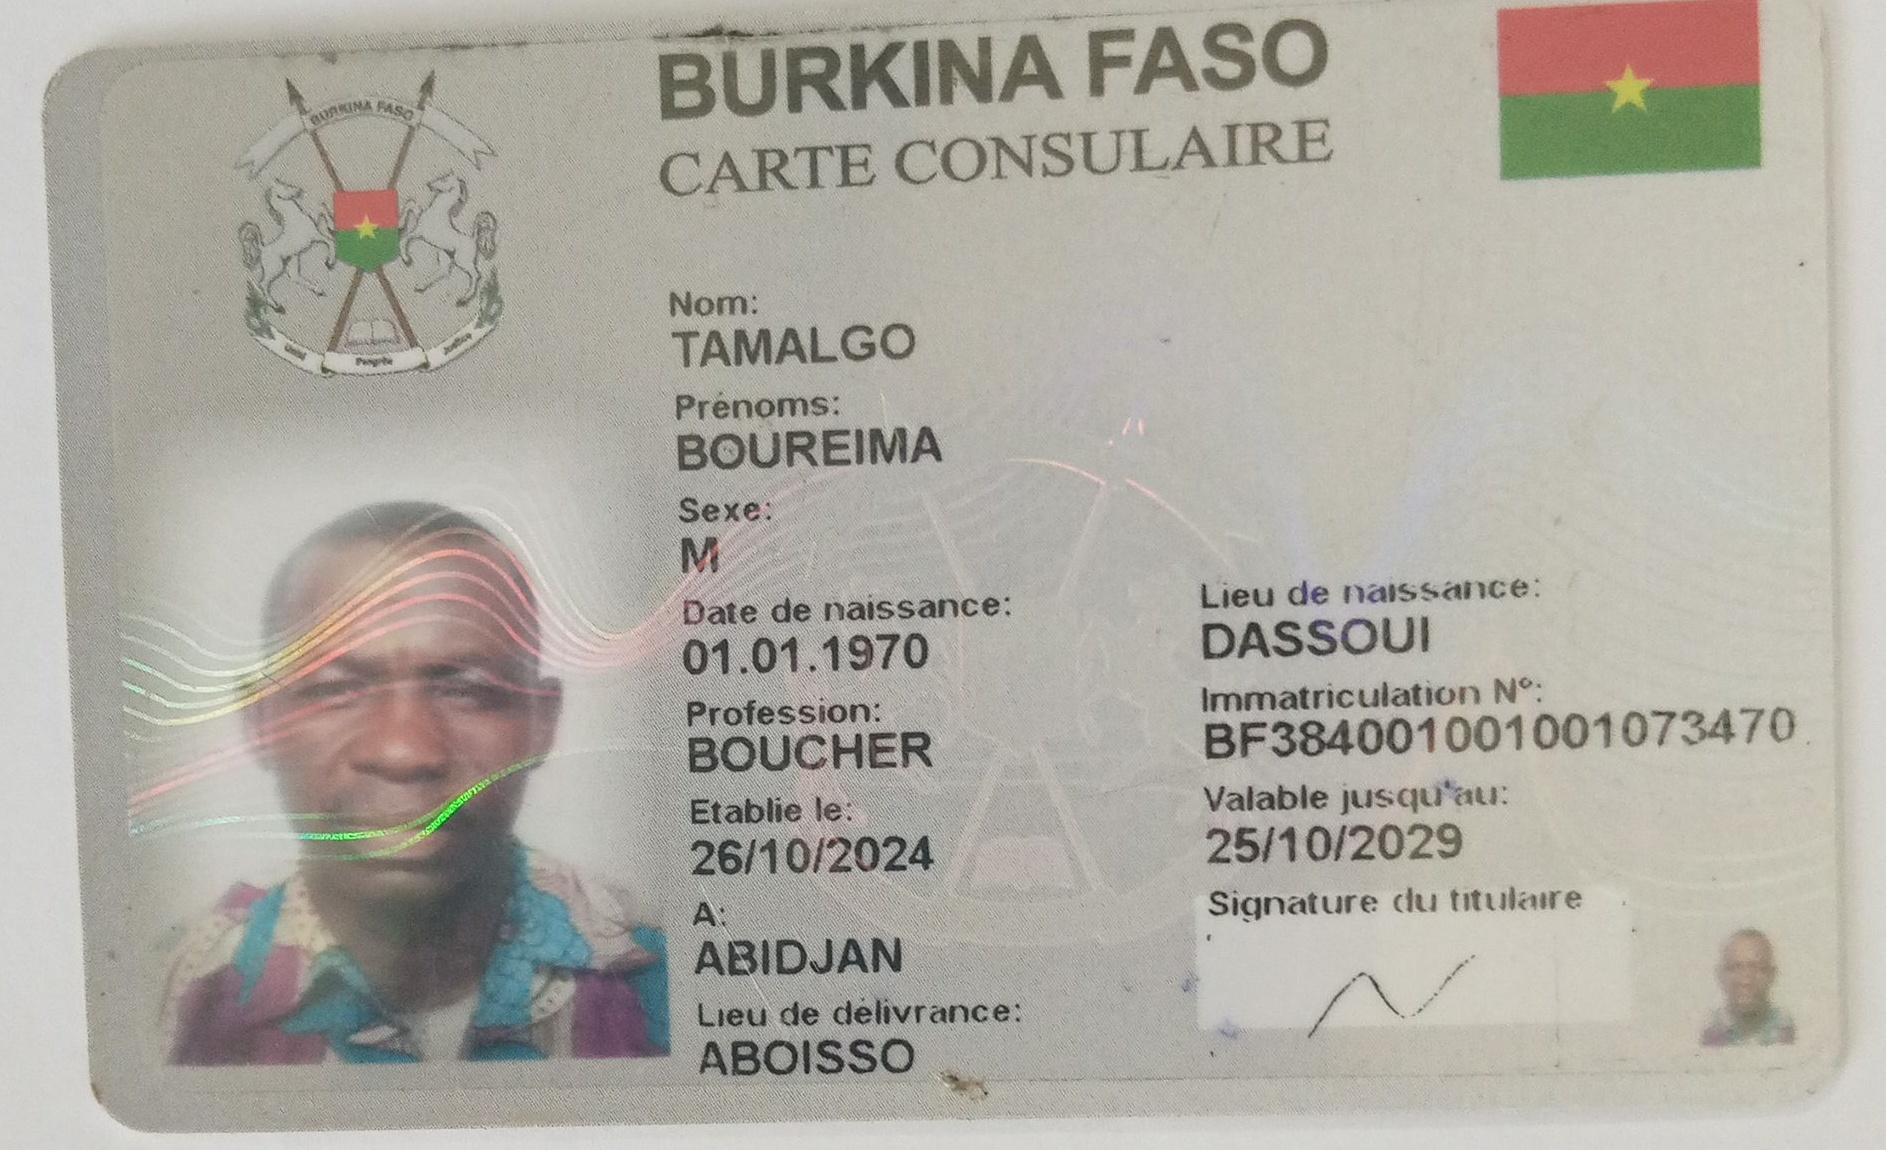 BURKINA FASO
CARTE CONSULAIRE
BURKINA FASO
Unité Progrès Justice
Nom:
TAMALGO
Prénoms:
BOUREIMA
Sexe:
M
Date de naissance:
01.01.1970
Lieu de naissance:
DASSOUI
Profession:
BOUCHER
Immatriculation N°:
BF384001001001073470
Etablie le:
26/10/2024
Valable jusqu'au:
25/10/2029
A:
ABIDJAN
Signature du titulaire
Lieu de délivrance:
ABOISSO